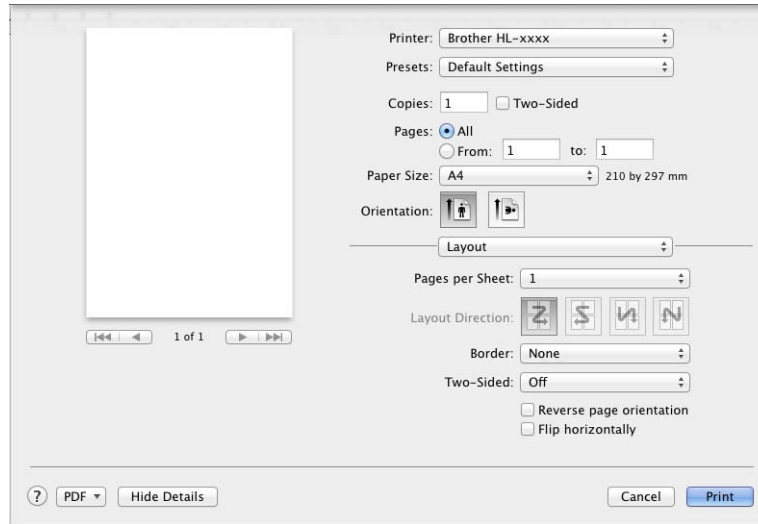 Printer: Brother HL-xxxx
Presets: Default Settings
Copies: 1 Two-Sided
Pages: All
From: 1 to: 1
Paper Size: A4 210 by 297 mm
Orientation:
Layout
Pages per Sheet: 1
Layout Direction:
Border: None
Two-Sided: Off
Reverse page orientation
Flip horizontally
1 of 1
? PDF Hide Details Cancel Print